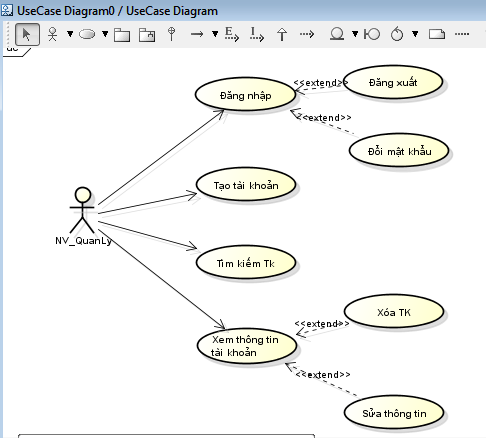 UseCase Diagram0 / UseCase Diagram
Đăng nhập
<<extend>>
Đăng xuất
<<extend>>
Đổi mật khẩu
Tạo tài khoản
NV_QuanLy
Tìm kiếm Tk
Xem thông tin
tài khoản
<<extend>>
Xóa TK
<<extend>>
Sửa thông tin